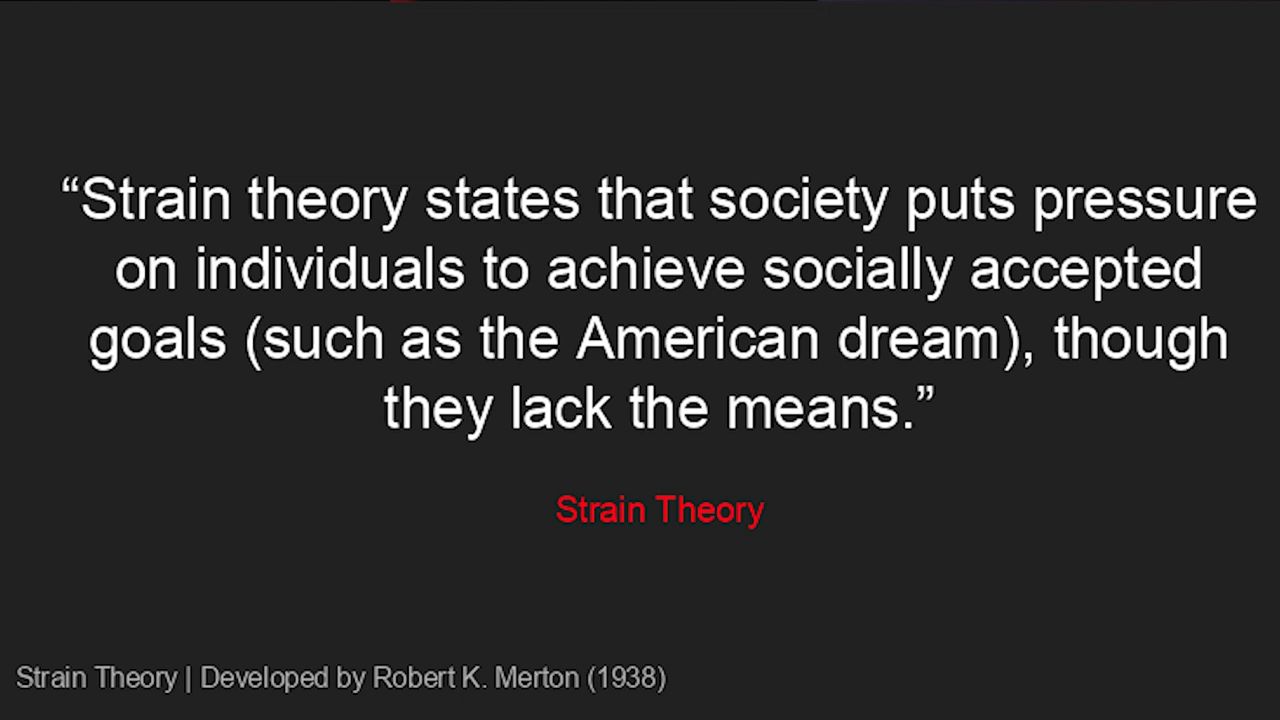 “Strain theory states that society puts pressure
on individuals to achieve socially accepted
goals (such as the American dream), though
they lack the means.”
Strain Theory
Strain Theory | Developed by Robert K. Merton (1938)